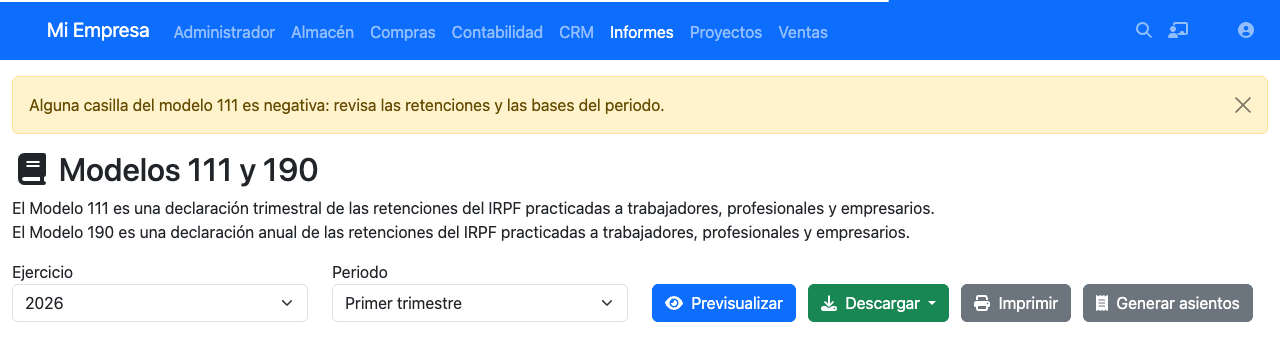 Mi Empresa Administrador Almacén Compras Contabilidad CRM Informes Proyectos Ventas
Alguna casilla del modelo 111 es negativa: revisa las retenciones y las bases del periodo.
Modelos 111 y 190
El Modelo 111 es una declaración trimestral de las retenciones del IRPF practicadas a trabajadores, profesionales y empresarios.
El Modelo 190 es una declaración anual de las retenciones del IRPF practicadas a trabajadores, profesionales y empresarios.
Ejercicio Periodo
2026 Primer trimestre Previsualizar Descargar Imprimir Generar asientos